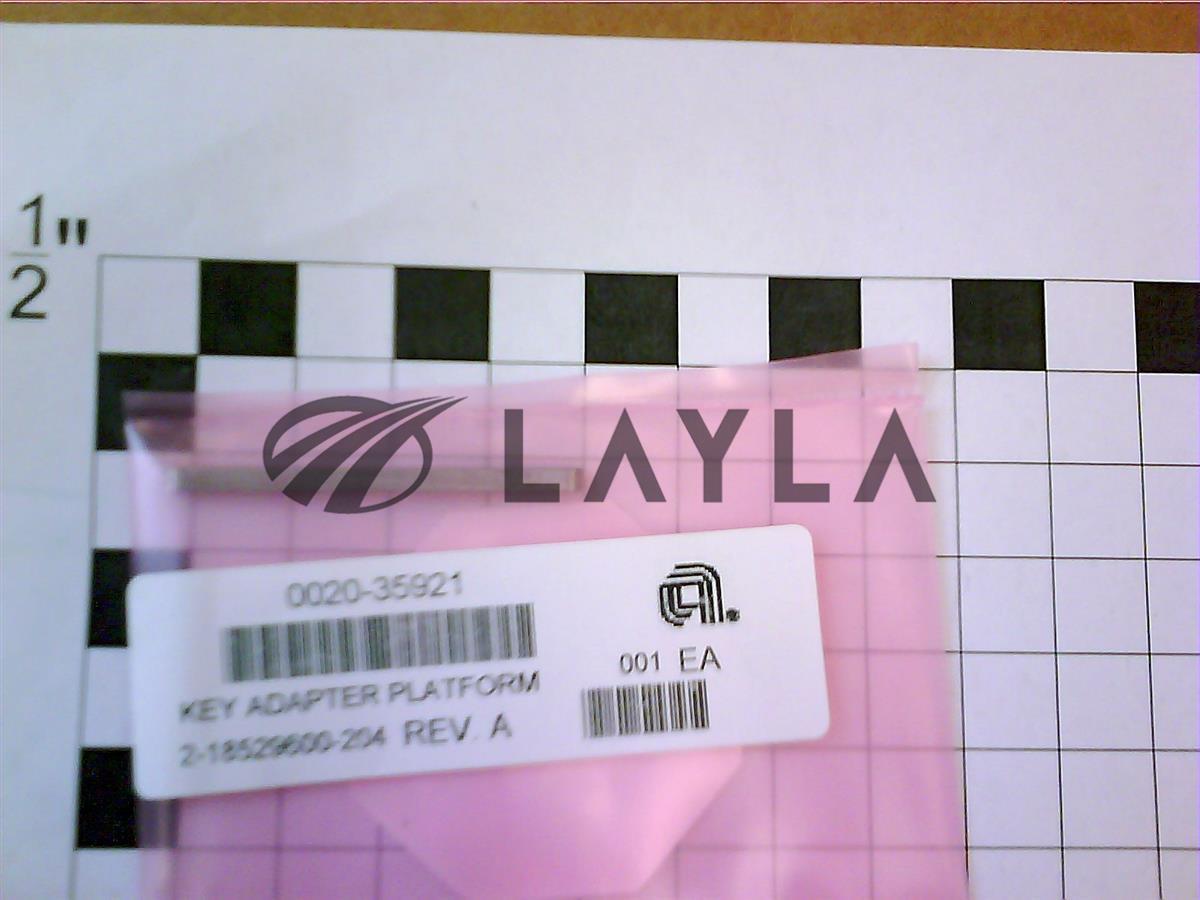 1/2"
LAYLA
0020-35921
001 EA
KEY ADAPTER PLATFORM
2-18529600-204 REV. A